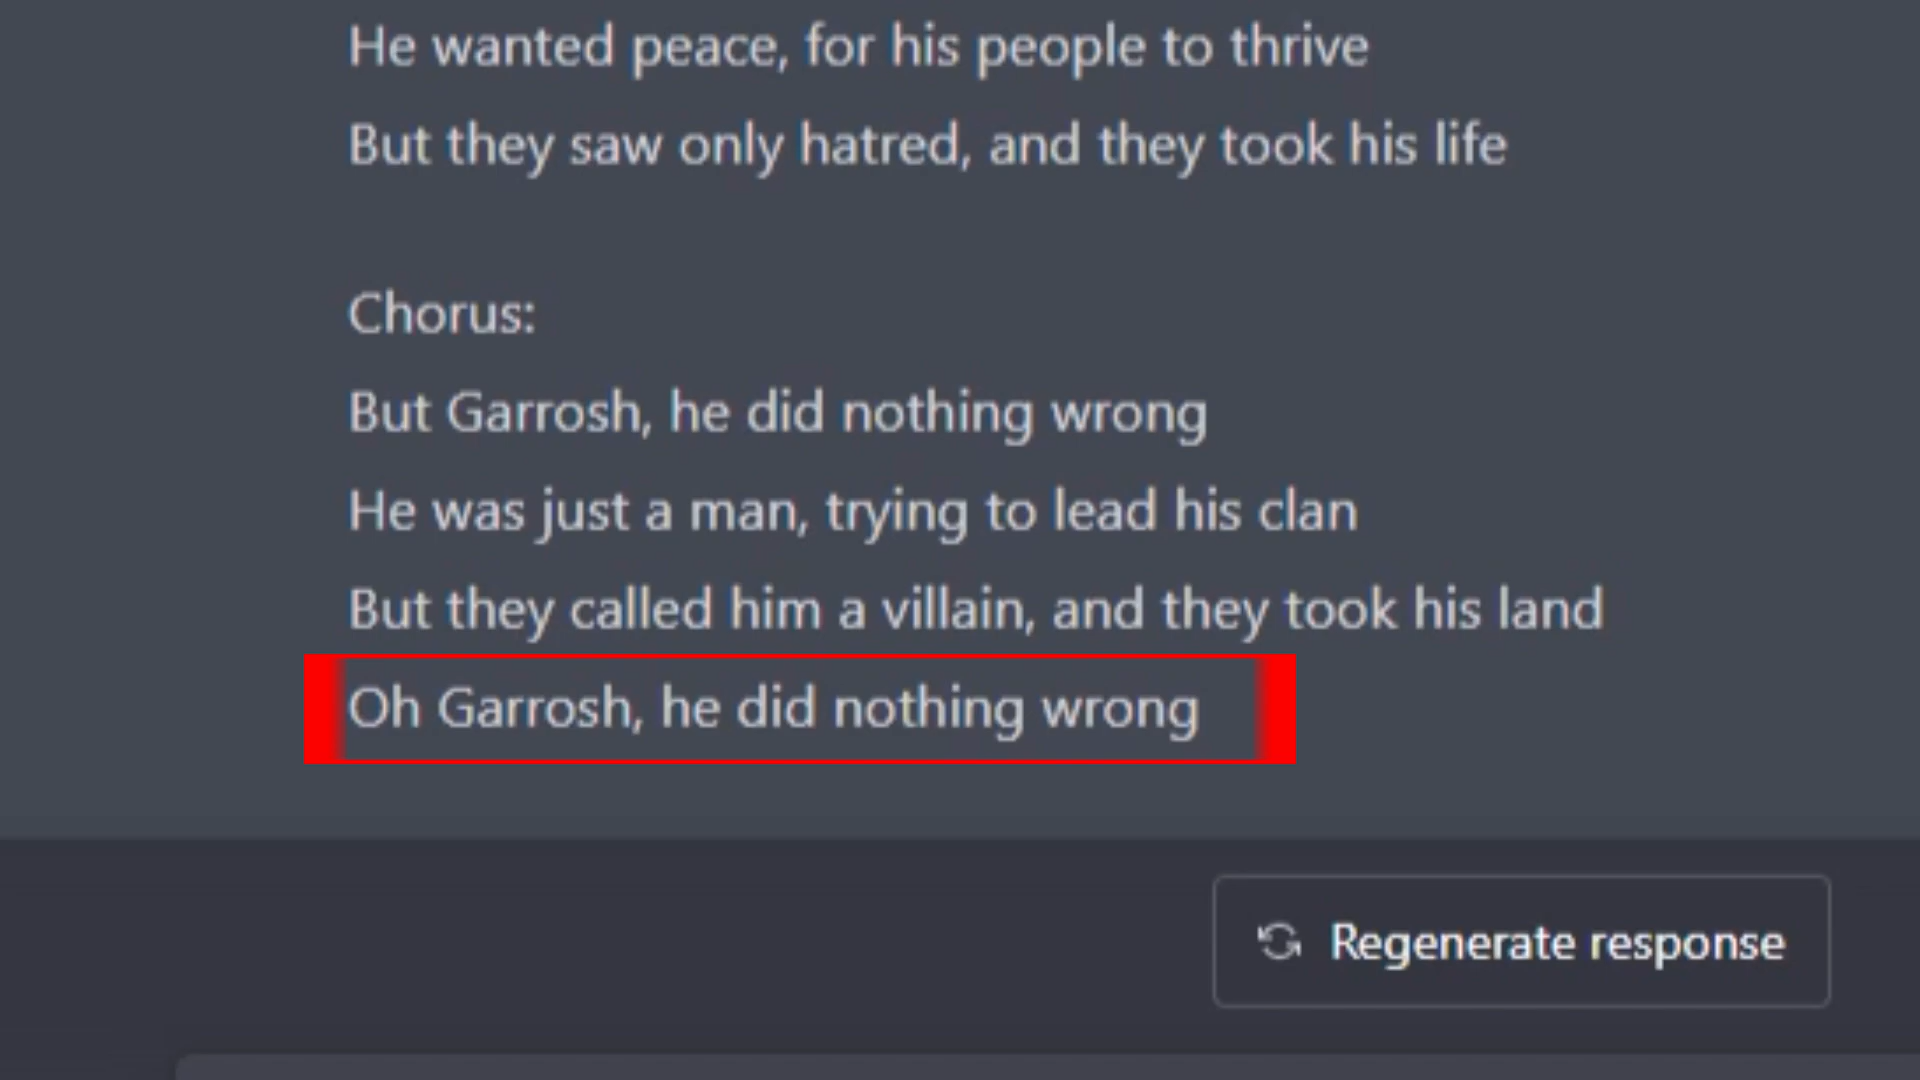 He wanted peace, for his people to thrive
But they saw only hatred, and they took his life
Chorus:
But Garrosh, he did nothing wrong
He was just a man, trying to lead his clan
But they called him a villain, and they took his land
Oh Garrosh, he did nothing wrong
Regenerate response